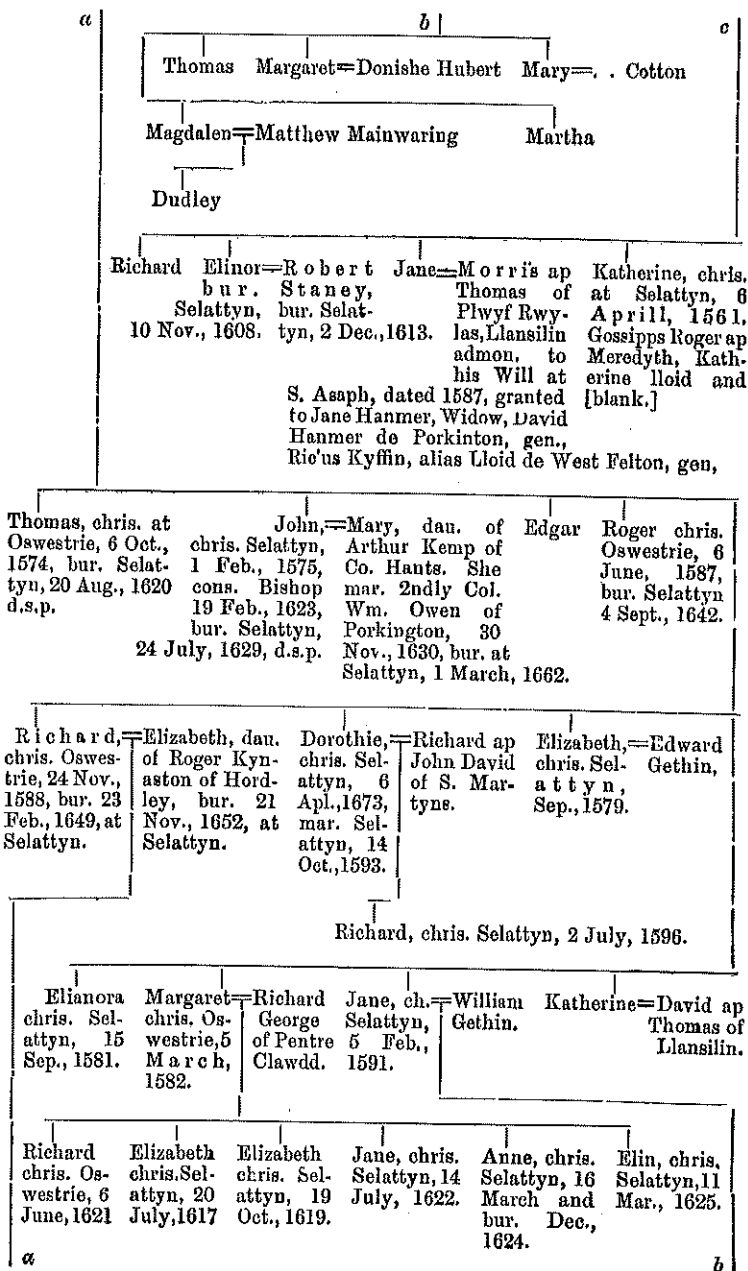 a b c
Thomas Margaret=Donishe Hubert Mary=. . Cotton
Magdalen=Matthew Mainwaring Martha
Dudley
Richard Elinor=Robert Jane=Morris ap Katherine, chris.
bur. Staney, Thomas of at Selattyn, 6
Selattyn, bur. Selat- Plwyf Rwy- Aprill, 1561.
10 Nov., 1608. tyn, 2 Dec., 1613. las, Llansilin Gossipps Roger ap
admon. to Meredyth, Kath-
his Will at erine lloid and
S. Asaph, dated 1587, granted [blank.]
to Jane Hanmer, Widow, David
Hanmer de Porkinton, gen.,
Ric'us Kyffin, alias Lloid de West Felton, gen,
Thomas, chris. at John,=Mary, dau. of Edgar Roger chris.
Oswestrie, 6 Oct., chris. Selattyn, Arthur Kemp of Oswestrie, 6
1574, bur. Selat- 1 Feb., 1575, Co. Hants. She June, 1587,
tyn, 20 Aug., 1620 cons. Bishop mar. 2ndly Col. bur. Selattyn
d.s.p. 19 Feb., 1623, Wm. Owen of 4 Sept., 1642.
bur. Selattyn, Porkington, 30
24 July, 1629, d.s.p. Nov., 1630, bur. at
Selattyn, 1 March, 1662.
Richard,=Elizabeth, dau. Dorothie,=Richard ap Elizabeth,=Edward
chris. Oswes- of Roger Kyn- chris. Sel- John David chris. Sel- Gethin,
trie, 24 Nov., aston of Hord- attyn, 6 of S. Mar- attyn,
1588, bur. 23 ley, bur. 21 Apl., 1673, tyns. Sep., 1579.
Feb., 1649, at Nov., 1652, at mar. Sel-
Selattyn. Selattyn. attyn, 14
Oct., 1593.
Richard, chris. Selattyn, 2 July, 1596.
Elianora Margaret=Richard Jane, ch.=William Katherine=David ap
chris. Sel- chris. Os- George Selattyn, Gethin. Thomas of
attyn, 15 westrie, 5 of Pentre 5 Feb., Llansilin.
Sep., 1581. March, Clawdd. 1591.
1582.
Richard Elizabeth Elizabeth Jane, chris. Anne, chris. Elin, chris.
chris. Os- chris. Sel- chris. Sel- Selattyn, 14 Selattyn, 16 Selattyn, 11
westrie, 6 attyn, 20 attyn, 19 July, 1622. March and Mar., 1625.
June, 1621 July, 1617 Oct., 1619. bur. Dec.,
1624.
a b